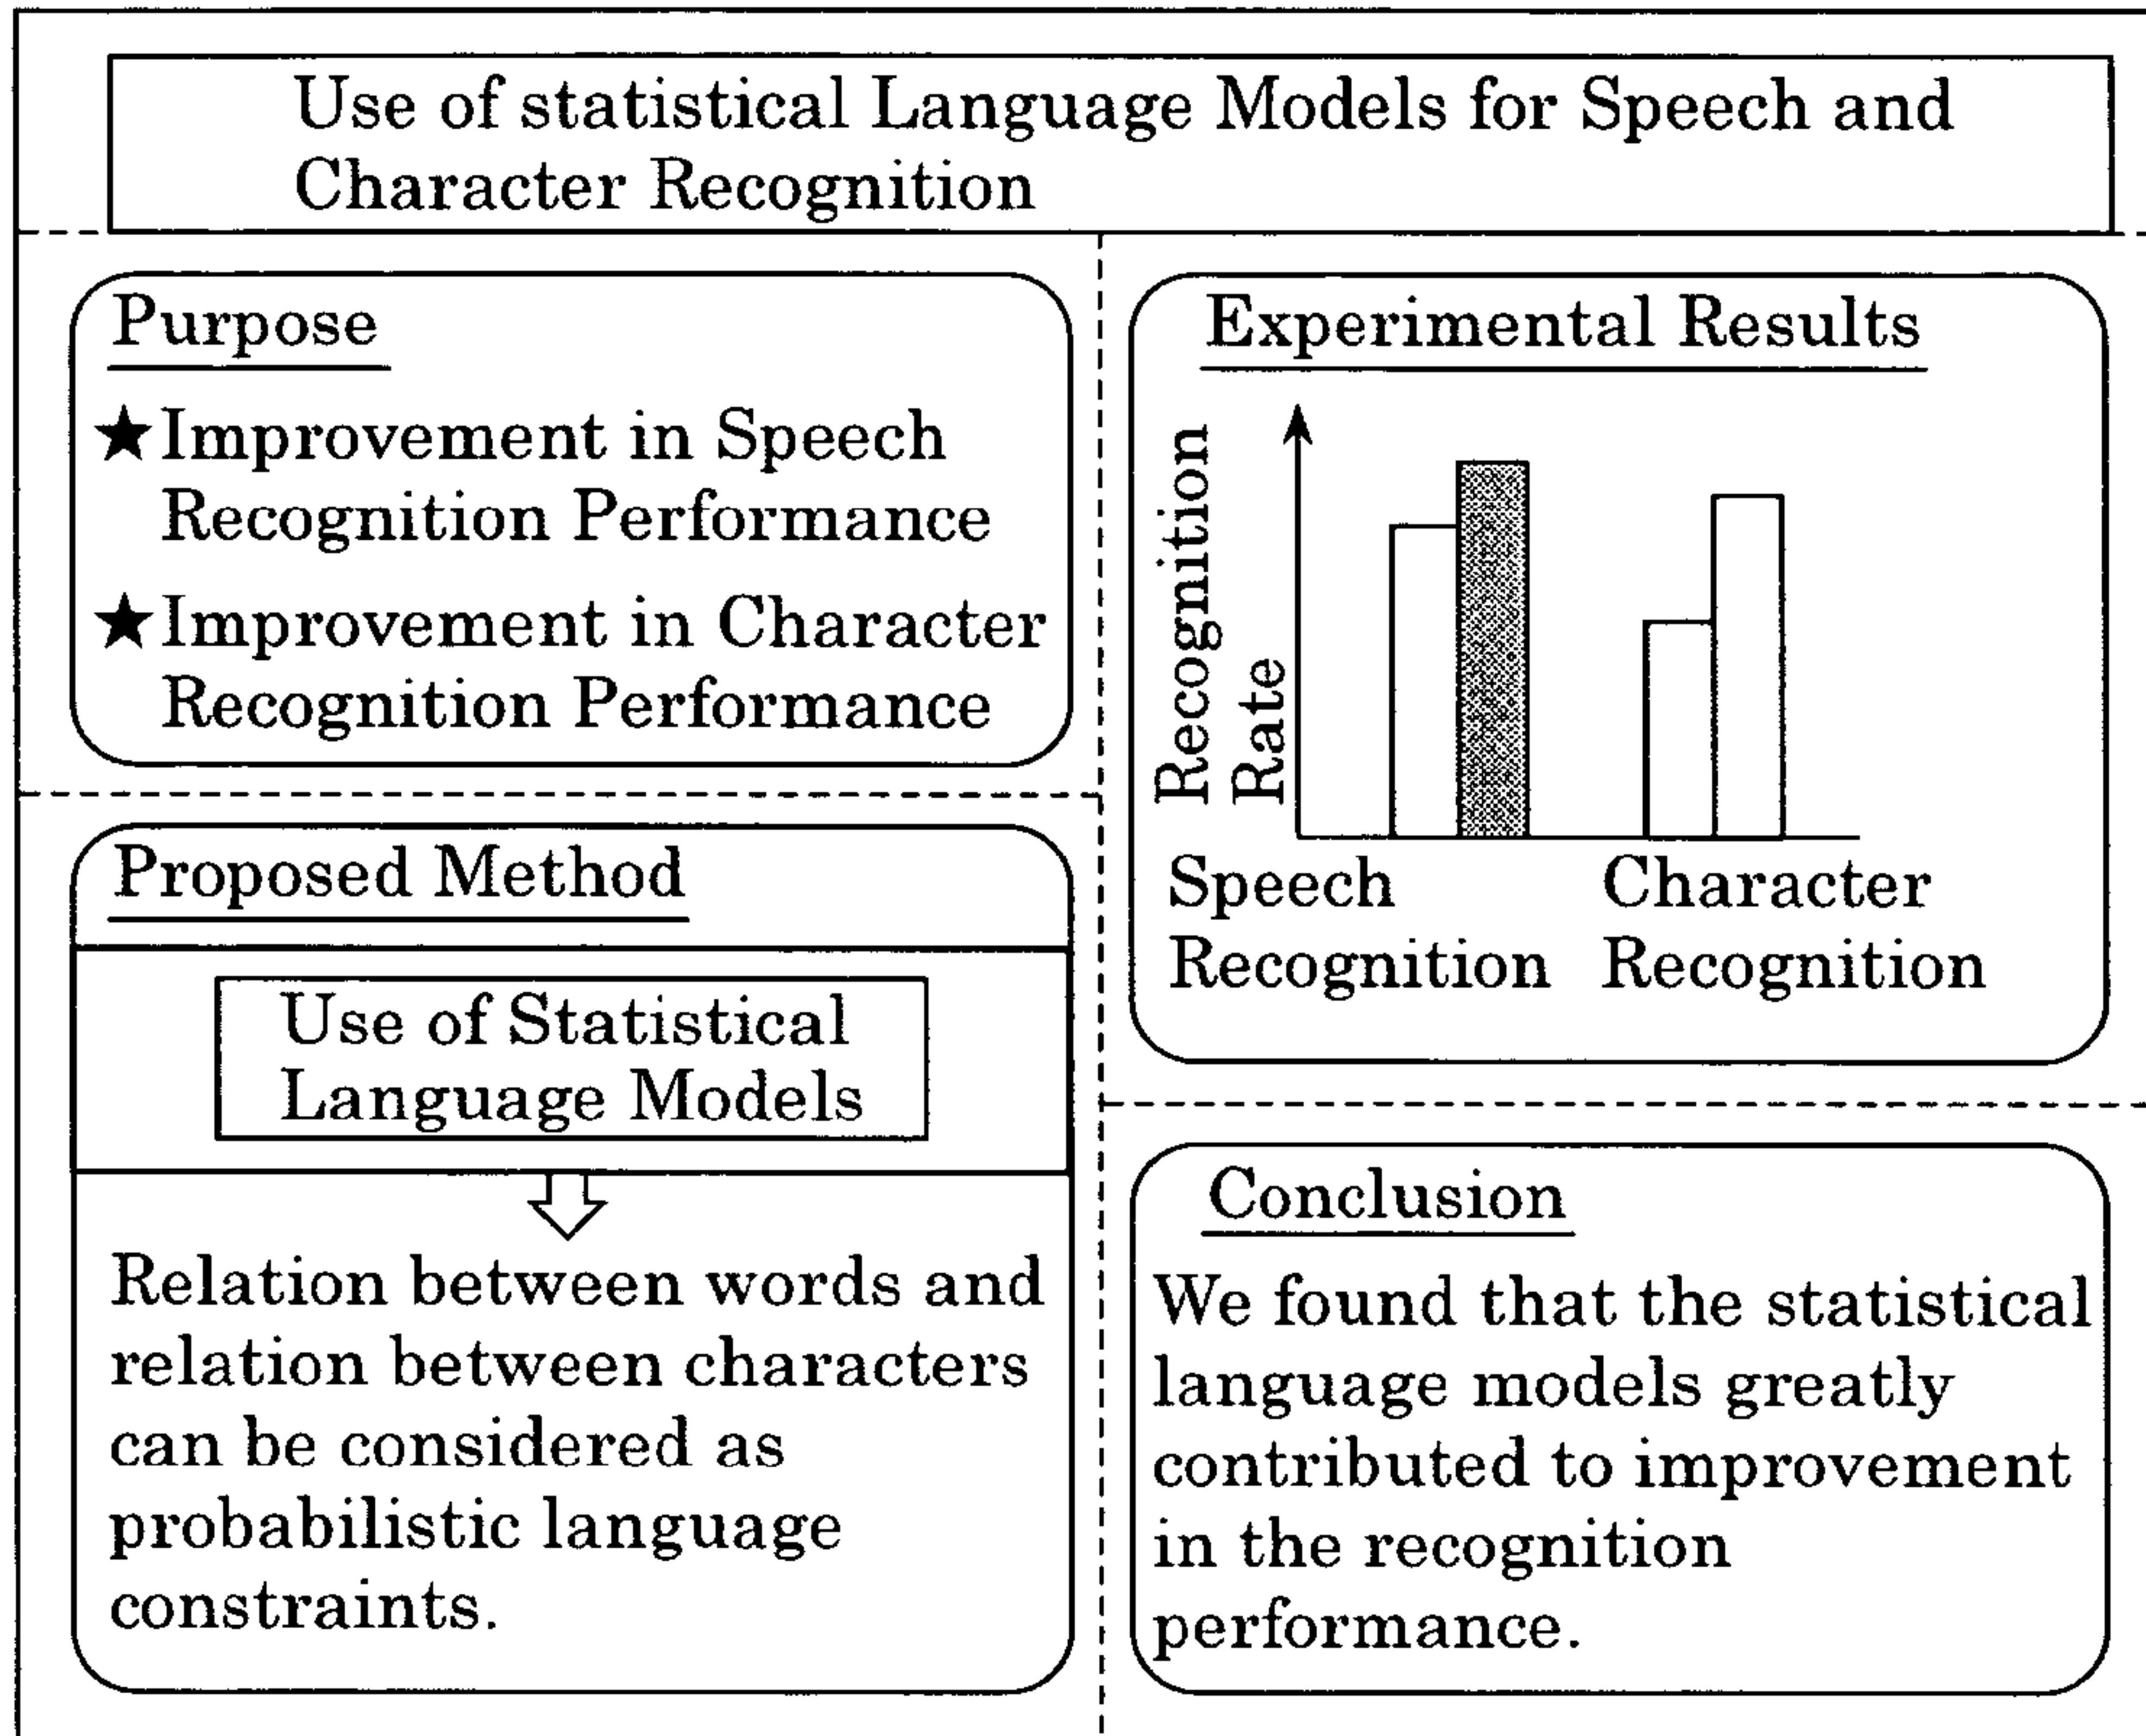 Use of statistical Language Models for Speech and
Character Recognition
Purpose
★Improvement in Speech
Recognition Performance
★Improvement in Character
Recognition Performance
Proposed Method
Use of Statistical
Language Models
Relation between words and
relation between characters
can be considered as
probabilistic language
constraints.
Experimental Results
Recognition
Rate
Speech
Recognition
Character
Recognition
Conclusion
We found that the statistical
language models greatly
contributed to improvement
in the recognition
performance.